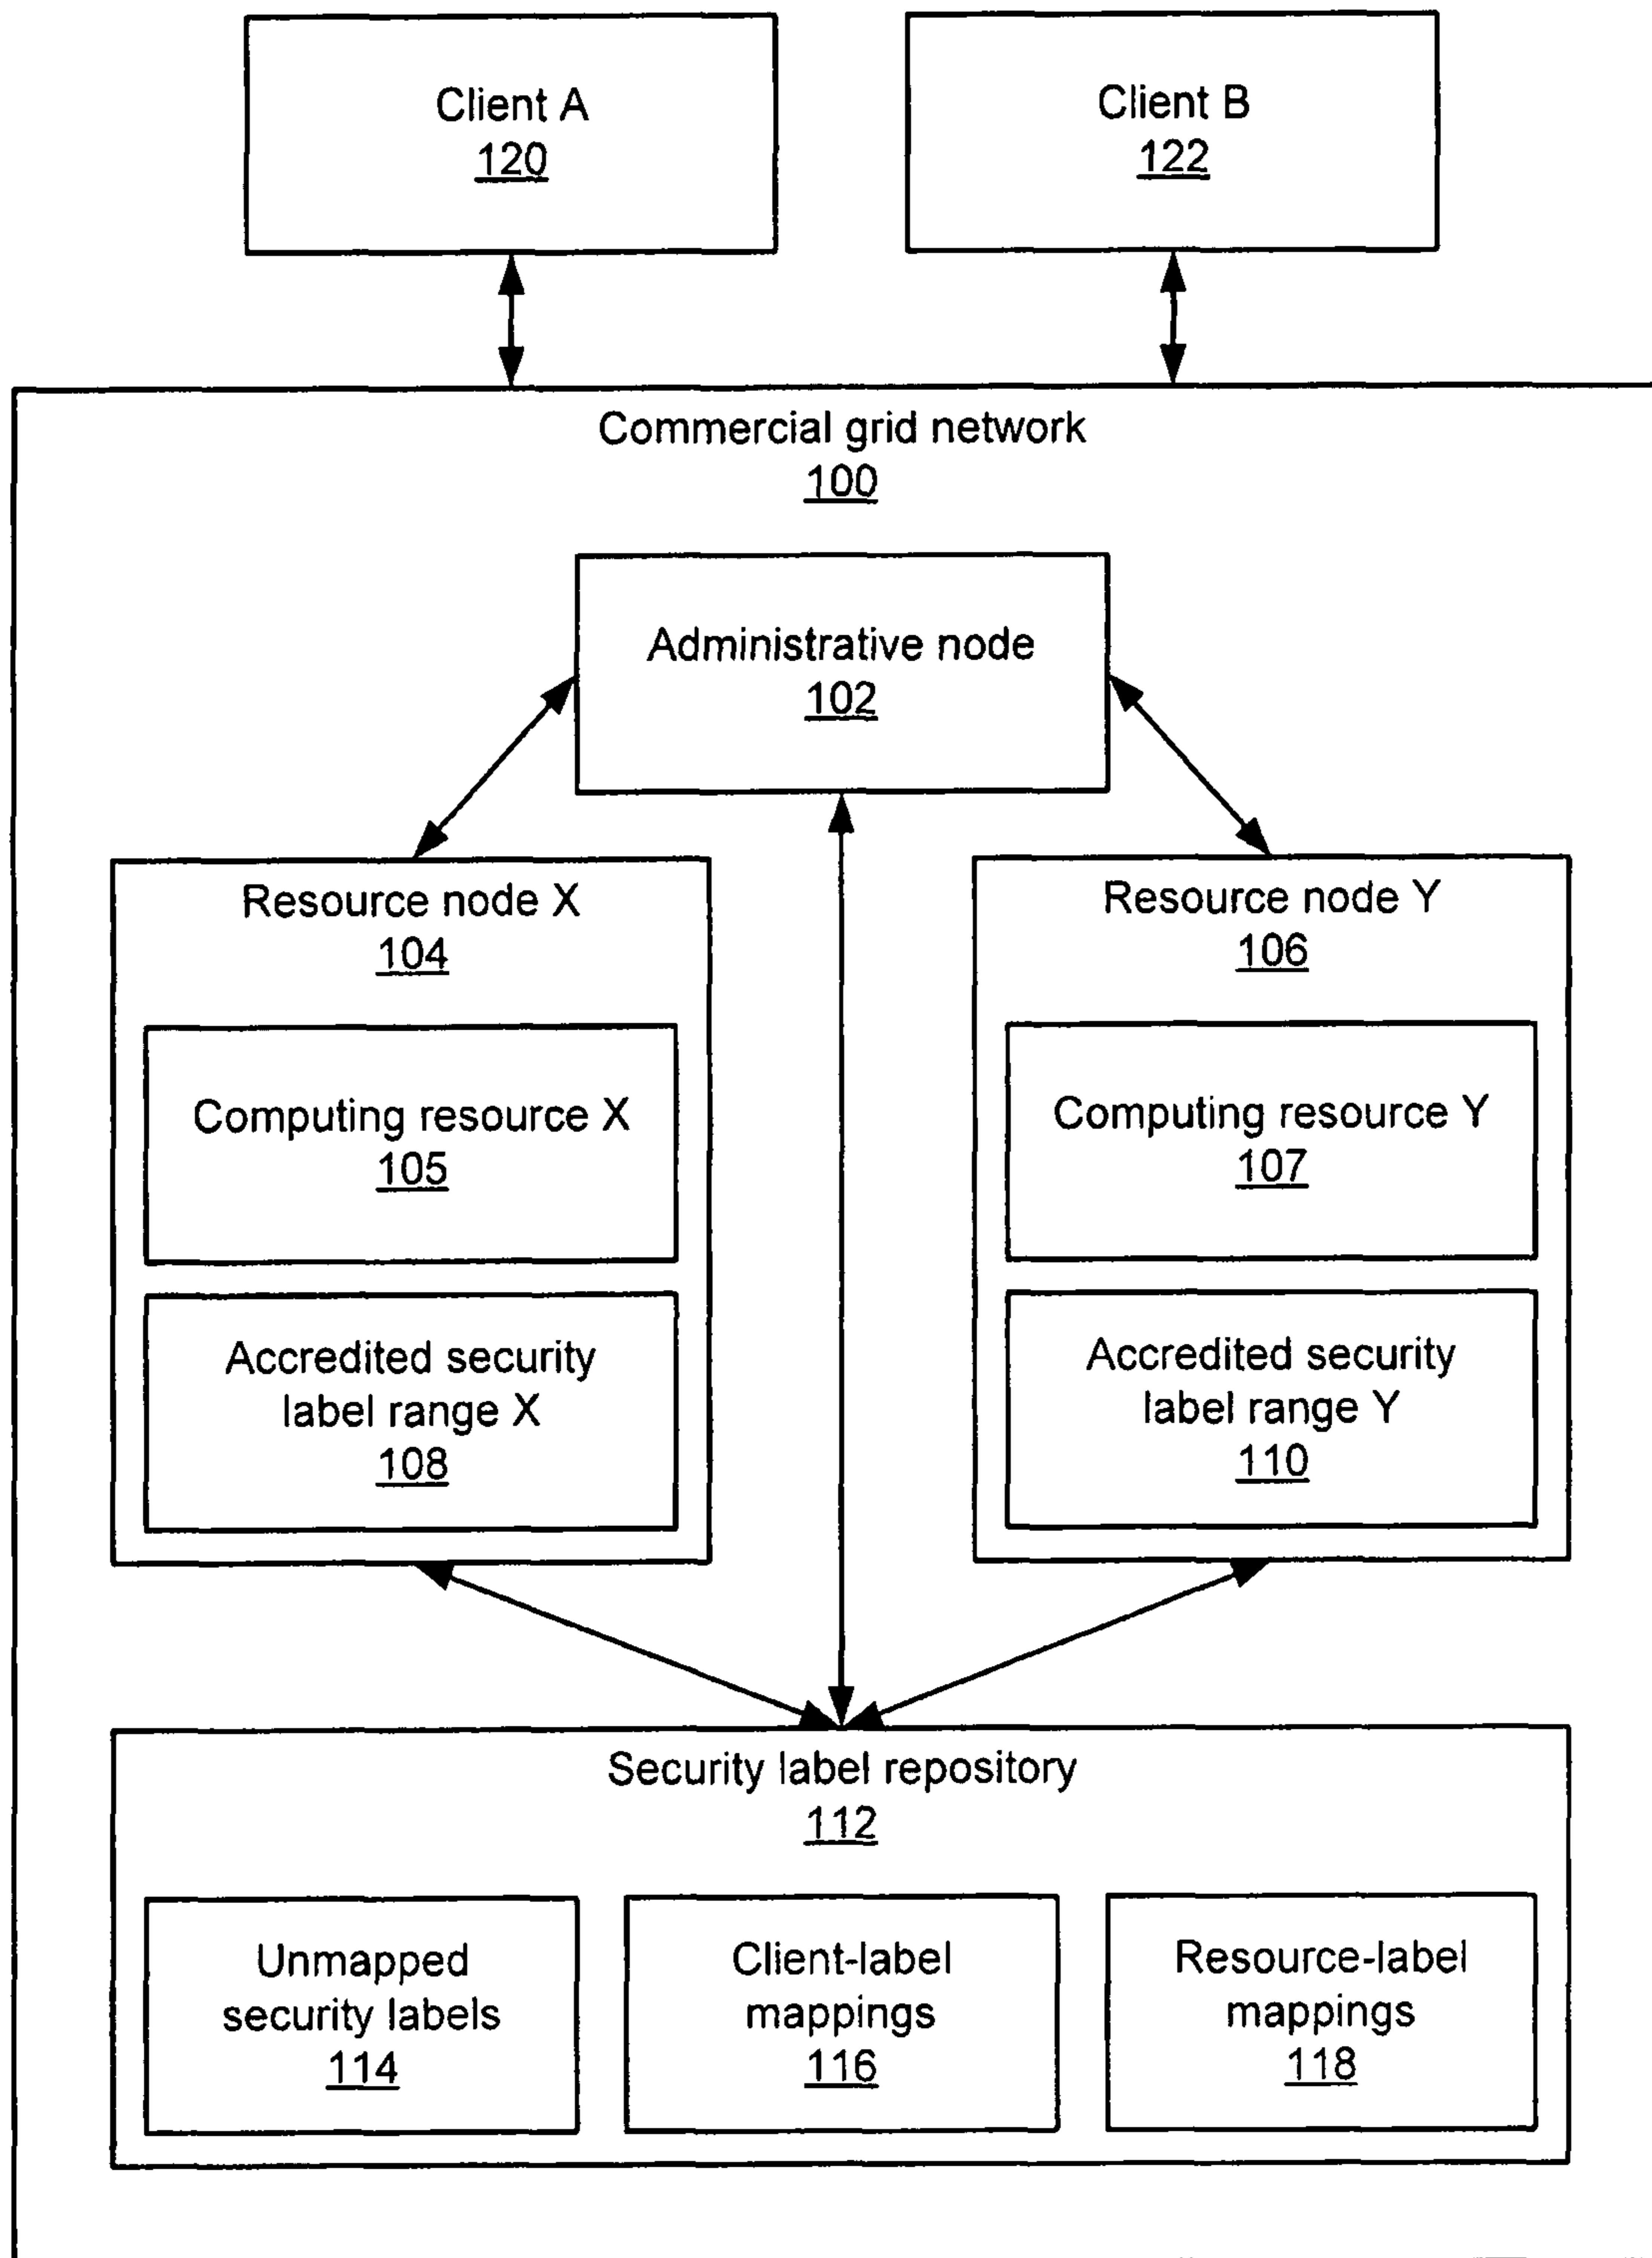 Client A
120
Client B
122
Commercial grid network
100
Administrative node
102
Resource node X
104
Computing resource X
105
Accredited security
label range X
108
Resource node Y
106
Computing resource Y
107
Accredited security
label range Y
110
Security label repository
112
Unmapped
security labels
114
Client-label
mappings
116
Resource-label
mappings
118